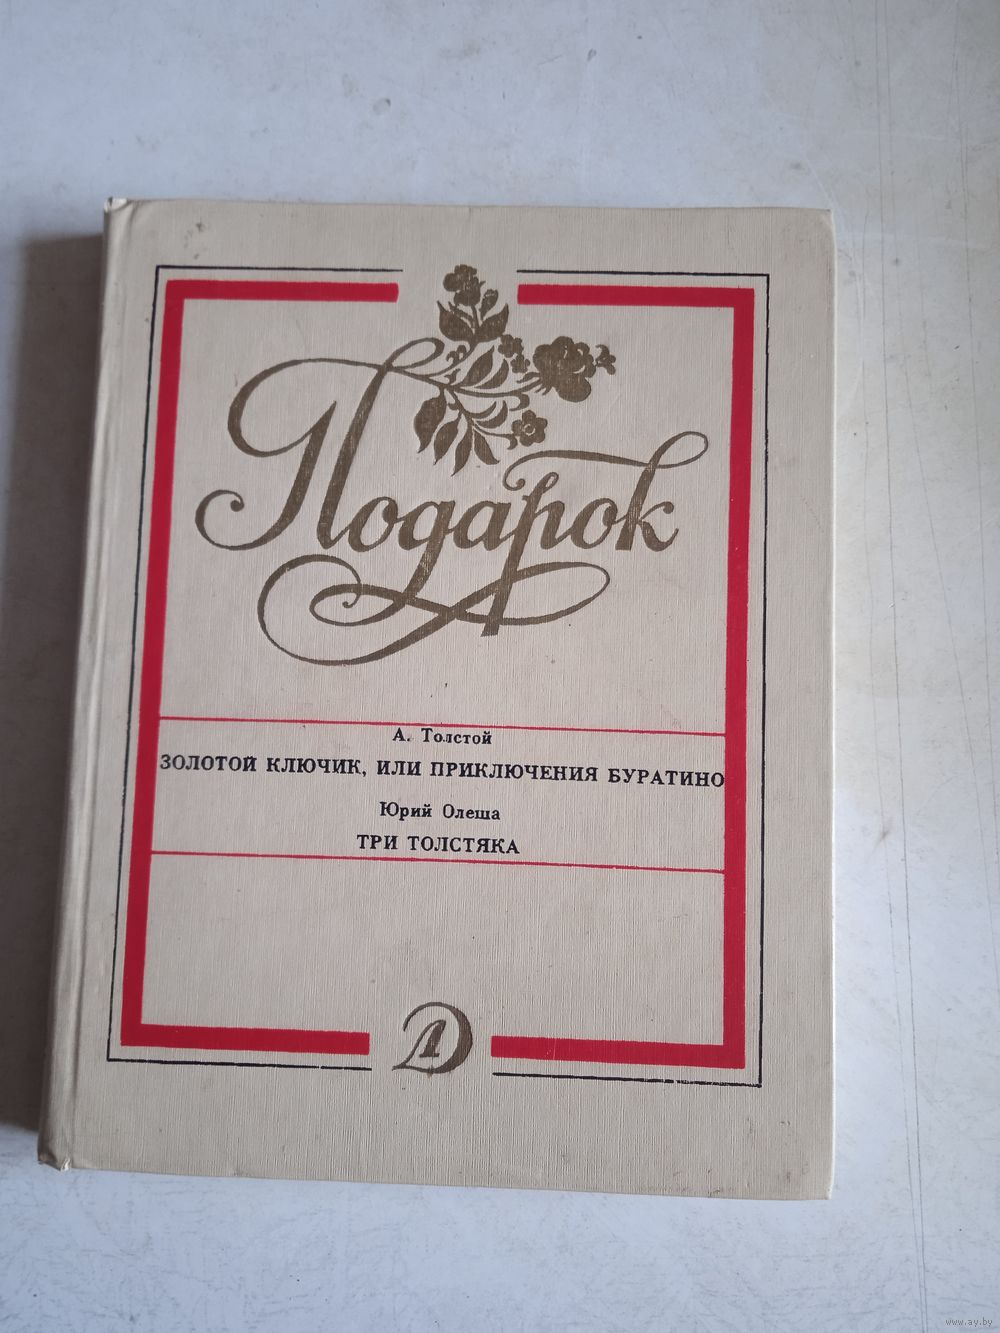 Подарок
А. Толстой
ЗОЛОТОЙ КЛЮЧИК, ИЛИ ПРИКЛЮЧЕНИЯ БУРАТИНО
Юрий Олеша
ТРИ ТОЛСТЯКА
ДЛ
www.ay.by